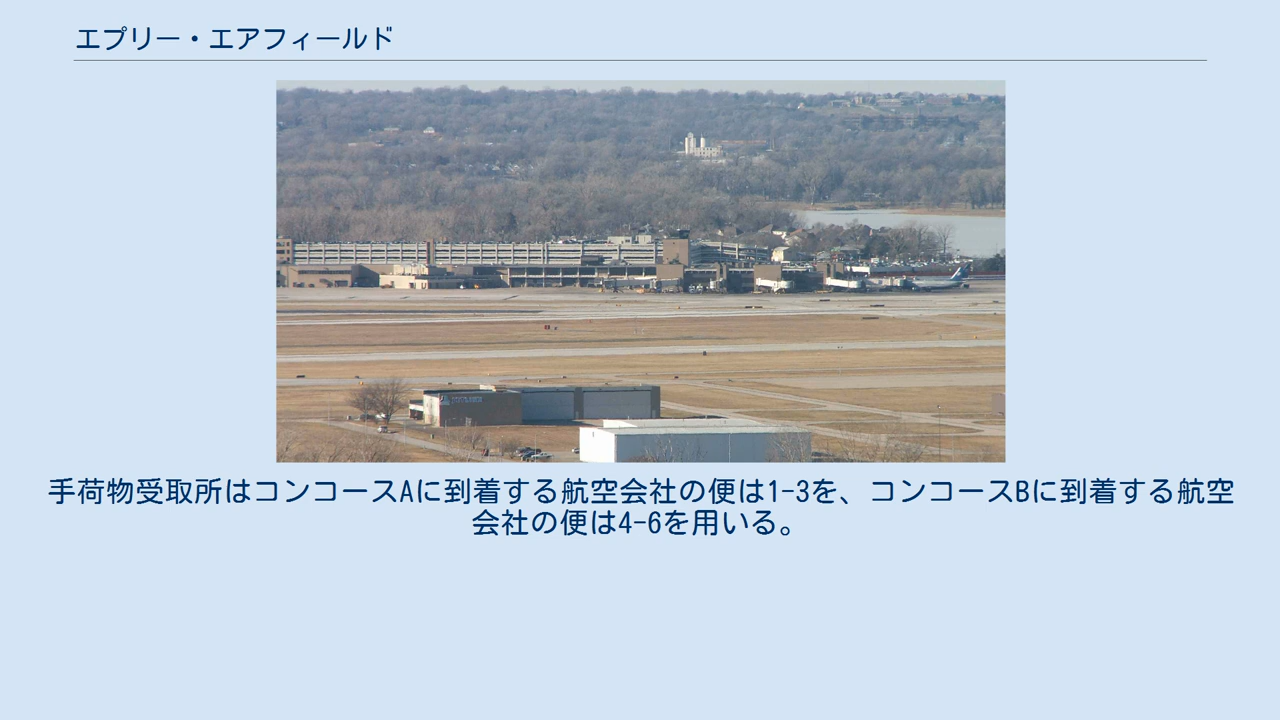 エプリー・エアフィールド
手荷物受取所はコンコースAに到着する航空会社の便は1-3を、コンコースBに到着する航空
会社の便は4-6を用いる。